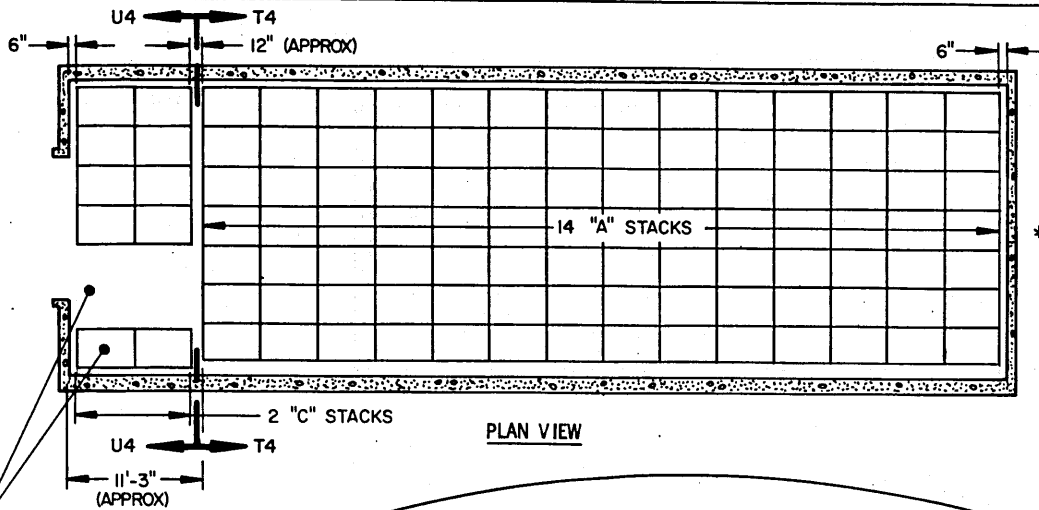 U4 T4
6" 12" (APPROX) 6"
14 "A" STACKS
*
2 "C" STACKS
U4 T4
PLAN VIEW
11'-3"
(APPROX)